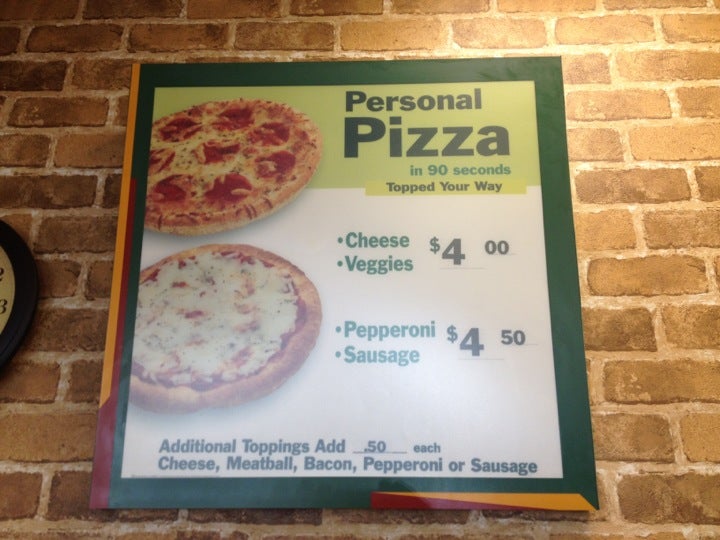 Personal
Pizza
in 90 seconds
Topped Your Way
•Cheese $4 00
•Veggies
•Pepperoni $4 50
•Sausage
Additional Toppings Add .50 each
Cheese, Meatball, Bacon, Pepperoni or Sausage
3